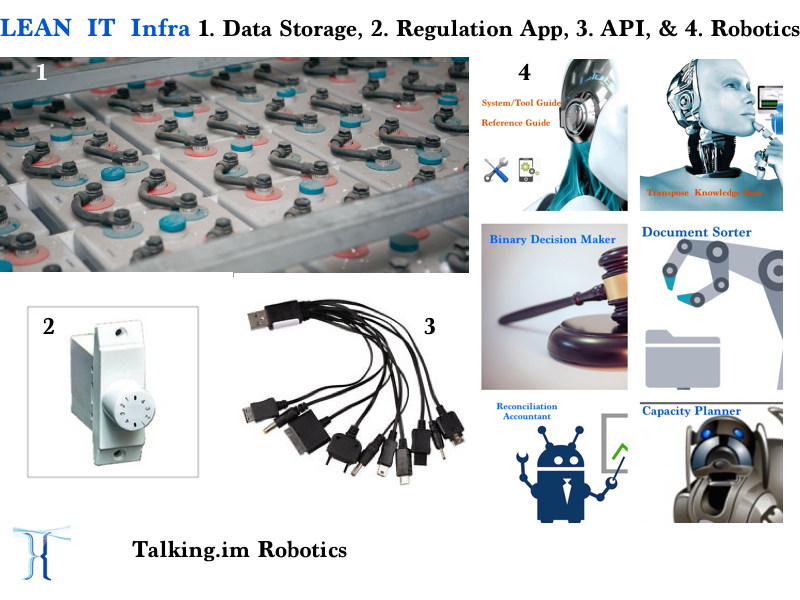 LEAN IT Infra 1. Data Storage, 2. Regulation App, 3. API, & 4. Robotics
1
4
System/Tool Guide
Reference Guide
Transpose Knowledge
Binary Decision Maker
Document Sorter
2
3
Reconciliation
Accountant
Capacity Planner
Talking.im Robotics